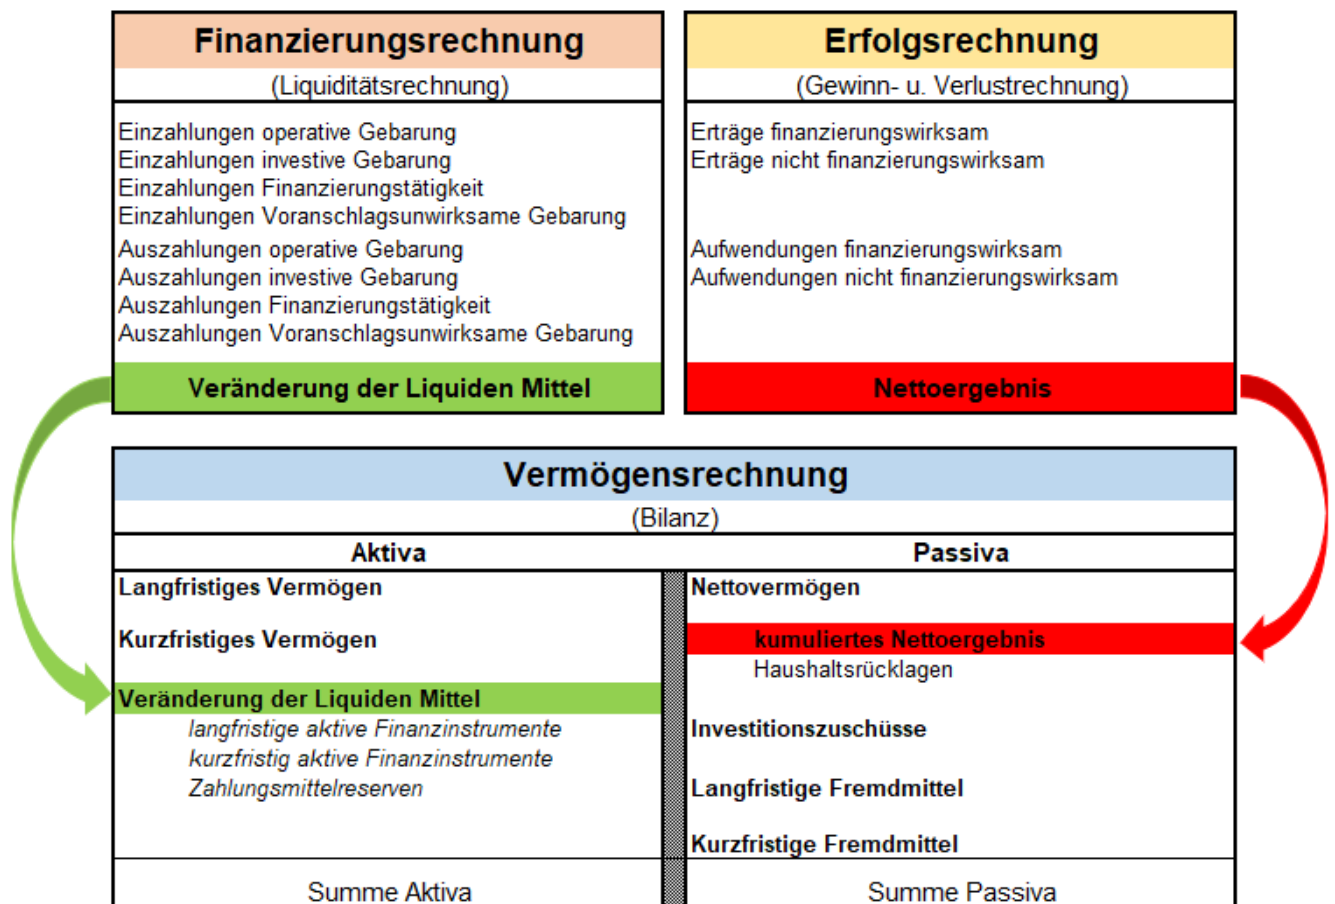 Finanzierungsrechnung
(Liquiditätsrechnung)
Einzahlungen operative Gebarung
Einzahlungen investive Gebarung
Einzahlungen Finanzierungstätigkeit
Einzahlungen Voranschlagsunwirksame Gebarung
Auszahlungen operative Gebarung
Auszahlungen investive Gebarung
Auszahlungen Finanzierungstätigkeit
Auszahlungen Voranschlagsunwirksame Gebarung
Veränderung der Liquiden Mittel
Erfolgsrechnung
(Gewinn- u. Verlustrechnung)
Erträge finanzierungswirksam
Erträge nicht finanzierungswirksam
Aufwendungen finanzierungswirksam
Aufwendungen nicht finanzierungswirksam
Nettoergebnis
Vermögensrechnung
(Bilanz)
Aktiva
Langfristiges Vermögen
Kurzfristiges Vermögen
Veränderung der Liquiden Mittel
langfristige aktive Finanzinstrumente
kurzfristig aktive Finanzinstrumente
Zahlungsmittelreserven
Summe Aktiva
Passiva
Nettovermögen
kumuliertes Nettoergebnis
Haushaltsrücklagen
Investitionszuschüsse
Langfristige Fremdmittel
Kurzfristige Fremdmittel
Summe Passiva